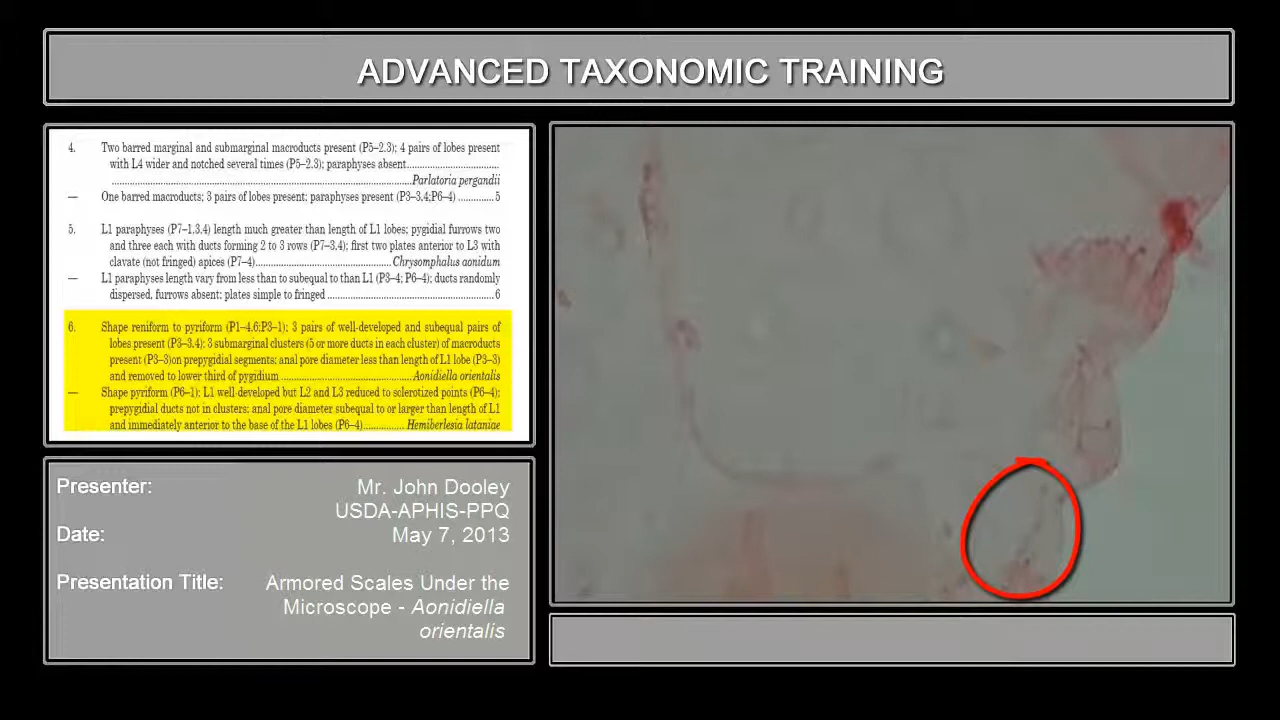 ADVANCED TAXONOMIC TRAINING
4. Two barred marginal and submarginal macroducts present (P5–2.3); 4 pairs of lobes present
with L4 wider and notched several times (P5–2.3); paraphyses absent..................................
....................................................................................................Parlatoria pergandii
— One barred macroducts; 3 pairs of lobes present; paraphyses present (P3–3,4;P6–4) .............5
5. L1 paraphyses (P7–1.3.4) length much greater than length of L1 lobes; pygidial furrows two
and three each with ducts forming 2 to 3 rows (P7–3.4); first two plates anterior to L3 with
clavate (not fringed) apices (P7–4)..............................................Chrysomphalus aonidum
— L1 paraphyses length vary from less than to subequal to than L1 (P3–4; P6–4); ducts randomly
dispersed, furrows absent; plates simple to fringed ........................................................6
6. Shape reniform to pyriform (P1–4.6;P3–1); 3 pairs of well-developed and subequal pairs of
lobes present (P3–3.4); 3 submarginal clusters (5 or more ducts in each cluster) of macroducts
present (P3–3)on prepygidial segments; anal pore diameter less than length of L1 lobe (P3–3)
and removed to lower third of pygidium ...............................................Aonidiella orientalis
— Shape pyriform (P6–1); L1 well-developed but L2 and L3 reduced to sclerotized points (P6–4);
prepygidial ducts not in clusters; anal pore diameter subequal to or larger than length of L1
and immediately anterior to the base of the L1 lobes (P6–4).............. Hemiberlesia lataniae
Presenter: Mr. John Dooley
USDA-APHIS-PPQ
Date: May 7, 2013
Presentation Title: Armored Scales Under the
Microscope - Aonidiella
orientalis